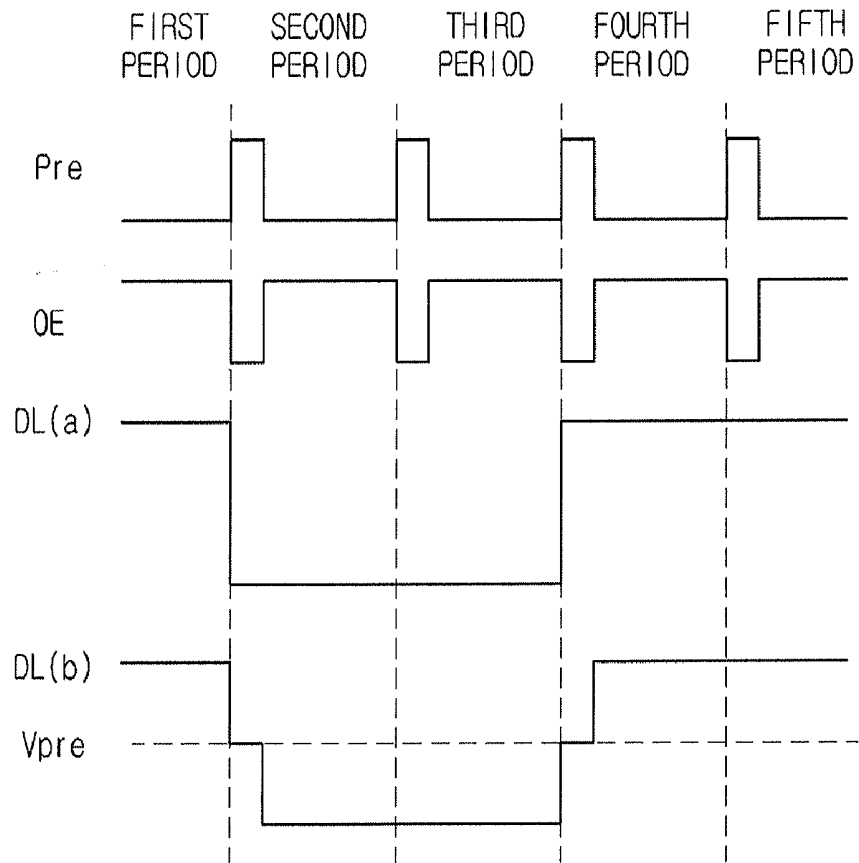 FIRST PERIOD
SECOND PERIOD
THIRD PERIOD
FOURTH PERIOD
FIFTH PERIOD
Pre
OE
DL(a)
DL(b)
Vpre